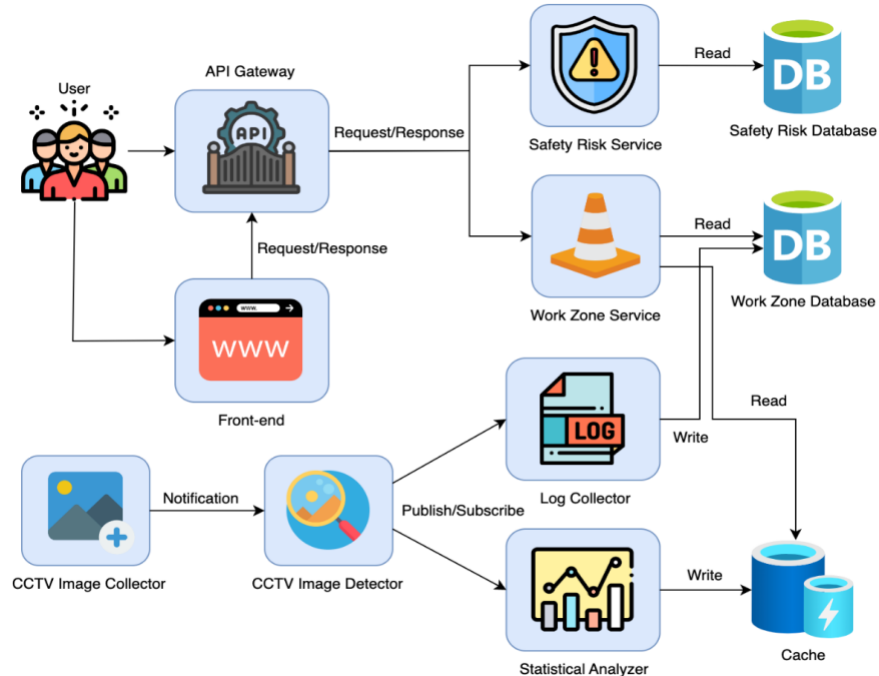 User
API Gateway
API
Request/Response
Safety Risk Service
Read
DB
Safety Risk Database
Request/Response
Work Zone Service
Read
DB
Work Zone Database
www.
WWW
Front-end
LOG
Log Collector
Write
Read
Notification
Publish/Subscribe
CCTV Image Collector
CCTV Image Detector
Statistical Analyzer
Write
Cache